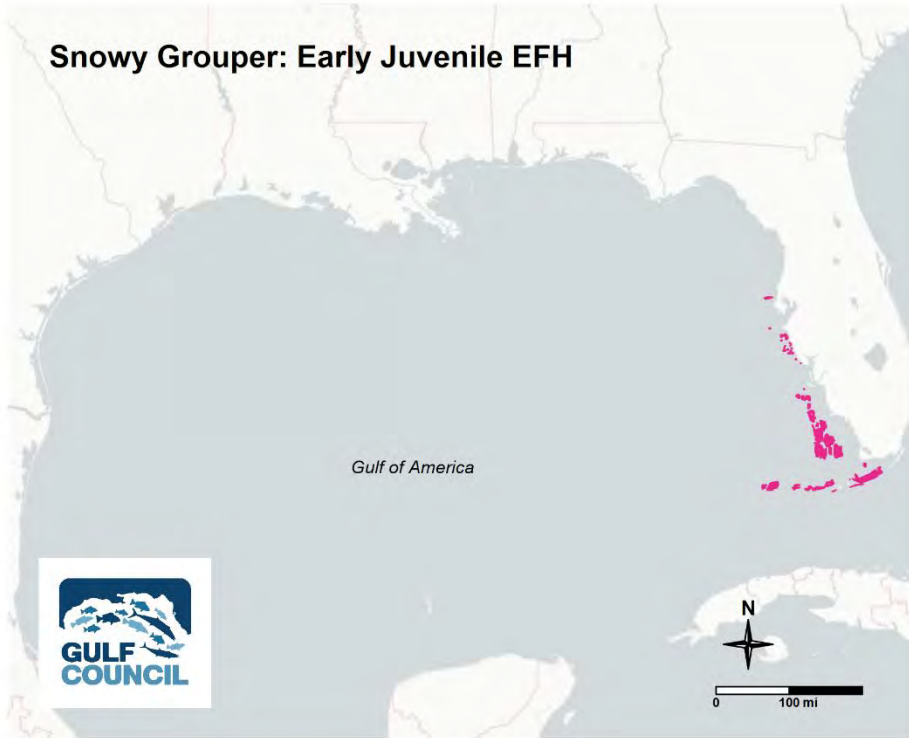 Snowy Grouper: Early Juvenile EFH
Gulf of America
GULF
COUNCIL
N
0 100 mi